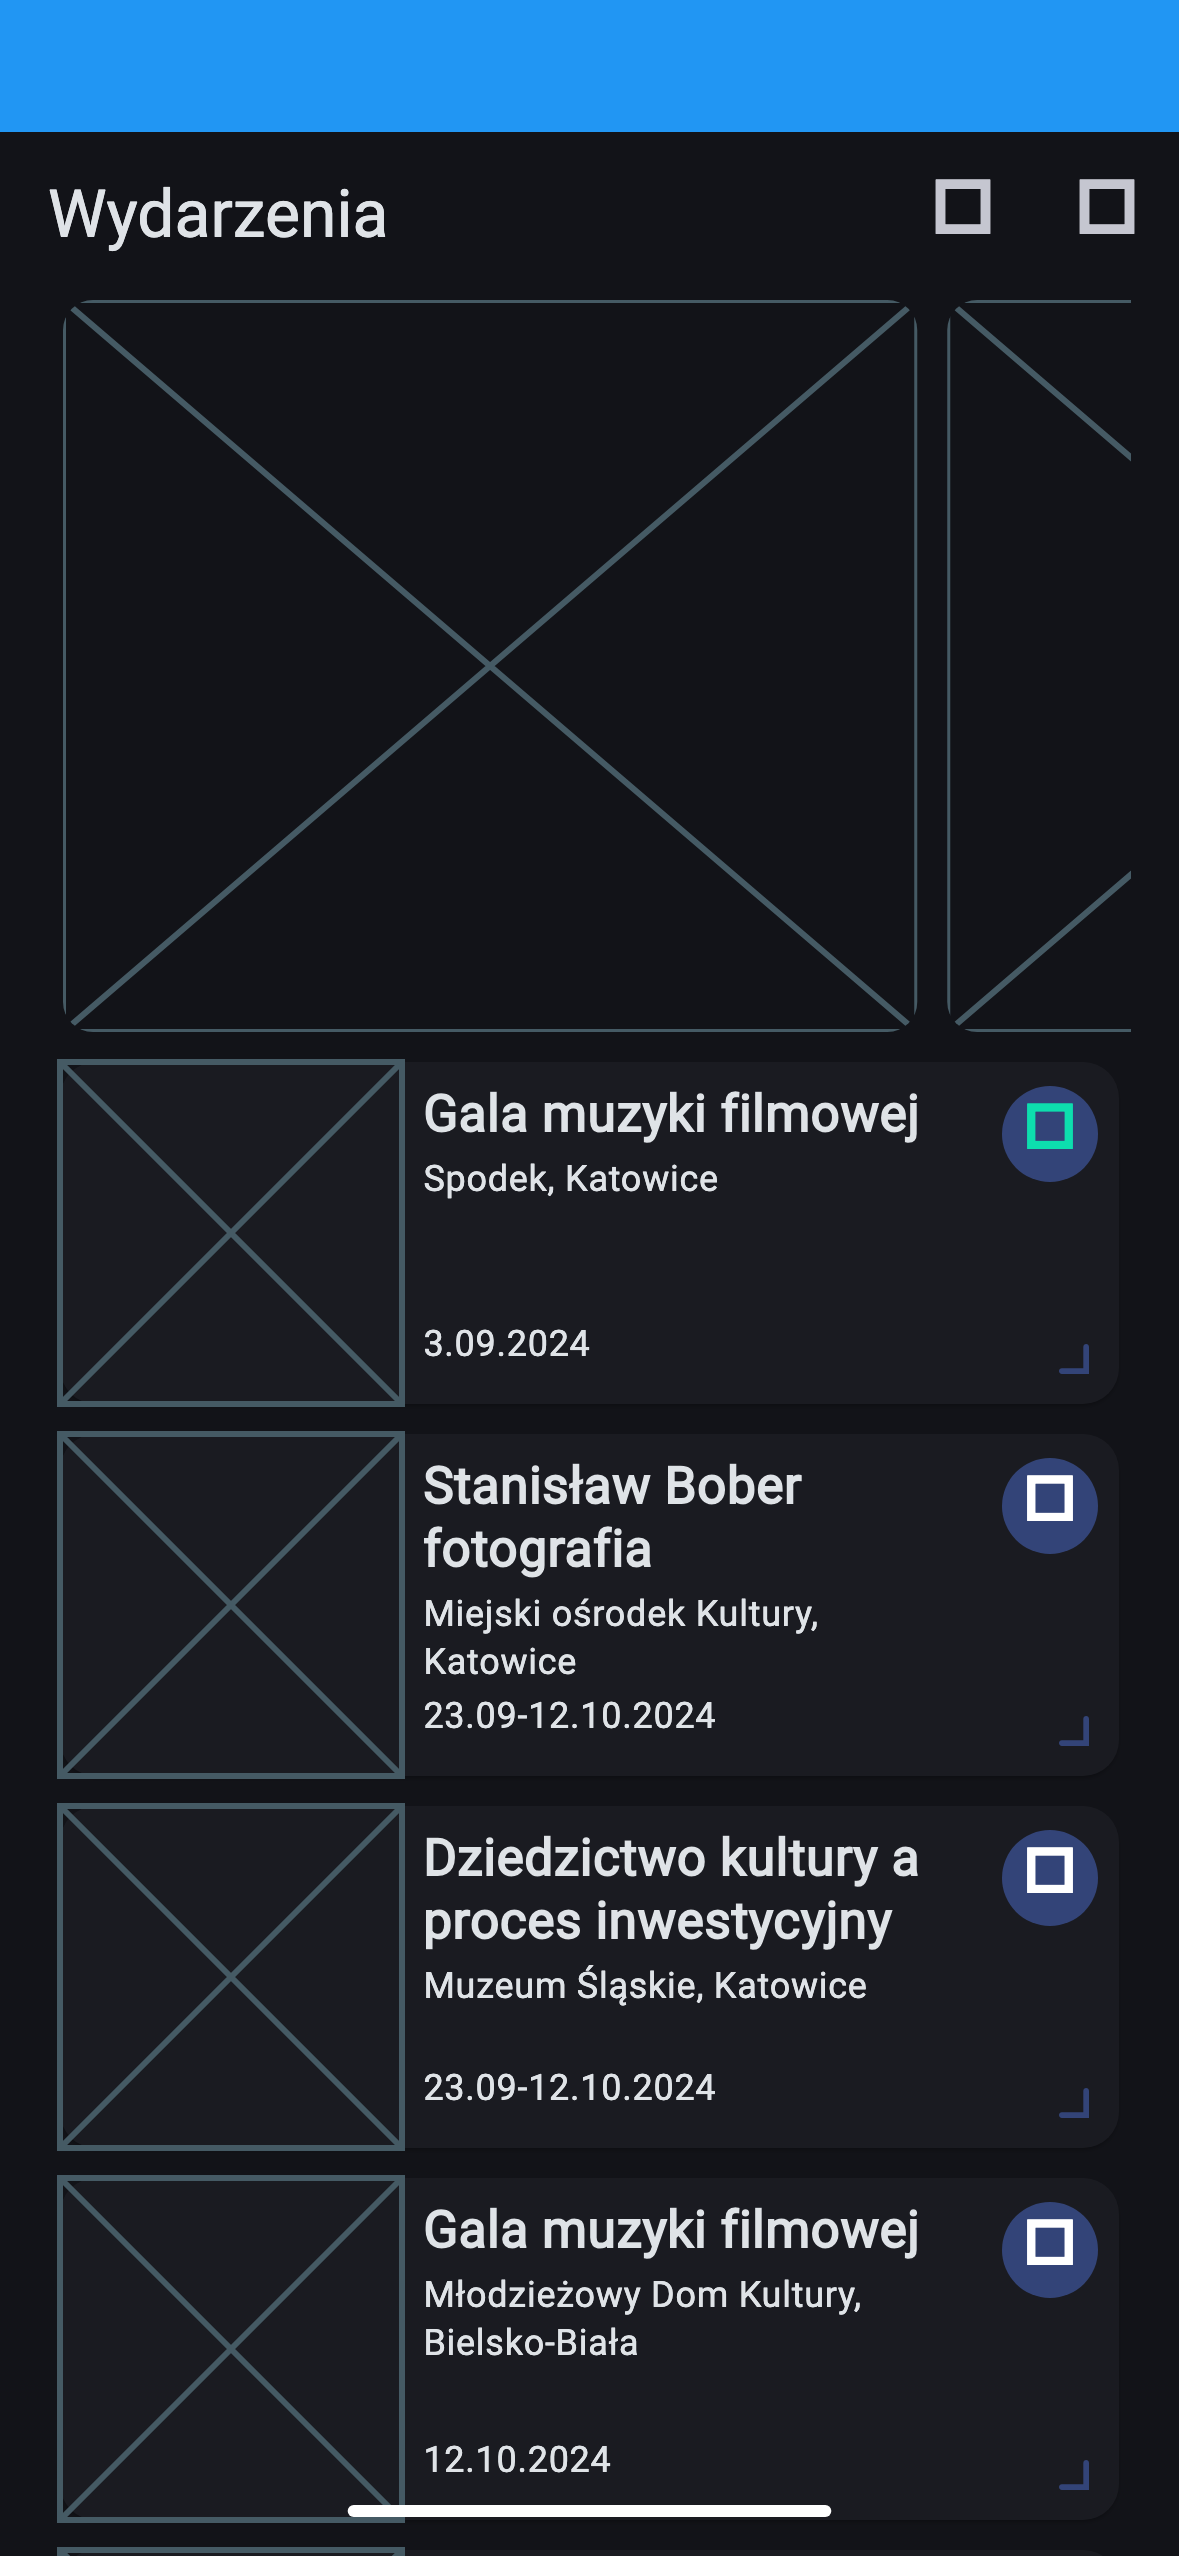 Wydarzenia
Gala muzyki filmowej
Spodek, Katowice
3.09.2024
Stanisław Bober
fotografia
Miejski ośrodek Kultury,
Katowice
23.09-12.10.2024
Dziedzictwo kultury a
proces inwestycyjny
Muzeum Śląskie, Katowice
23.09-12.10.2024
Gala muzyki filmowej
Młodzieżowy Dom Kultury,
Bielsko-Biała
12.10.2024